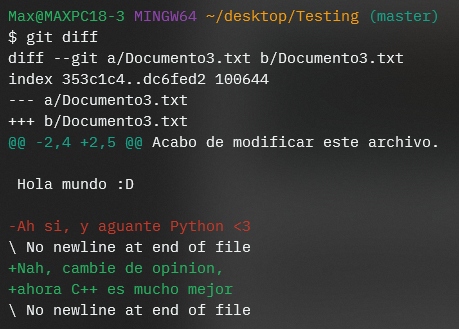 Max@MAXPC18-3 MINGW64 ~/desktop/Testing (master)
$ git diff
diff --git a/Documento3.txt b/Documento3.txt
index 353c1c4..dc6fed2 100644
--- a/Documento3.txt
+++ b/Documento3.txt
@@ -2,4 +2,5 @@ Acabo de modificar este archivo.
 Hola mundo :D
-Ah si, y aguante Python <3
\ No newline at end of file
+Nah, cambie de opinion,
+ahora C++ es mucho mejor
\ No newline at end of file